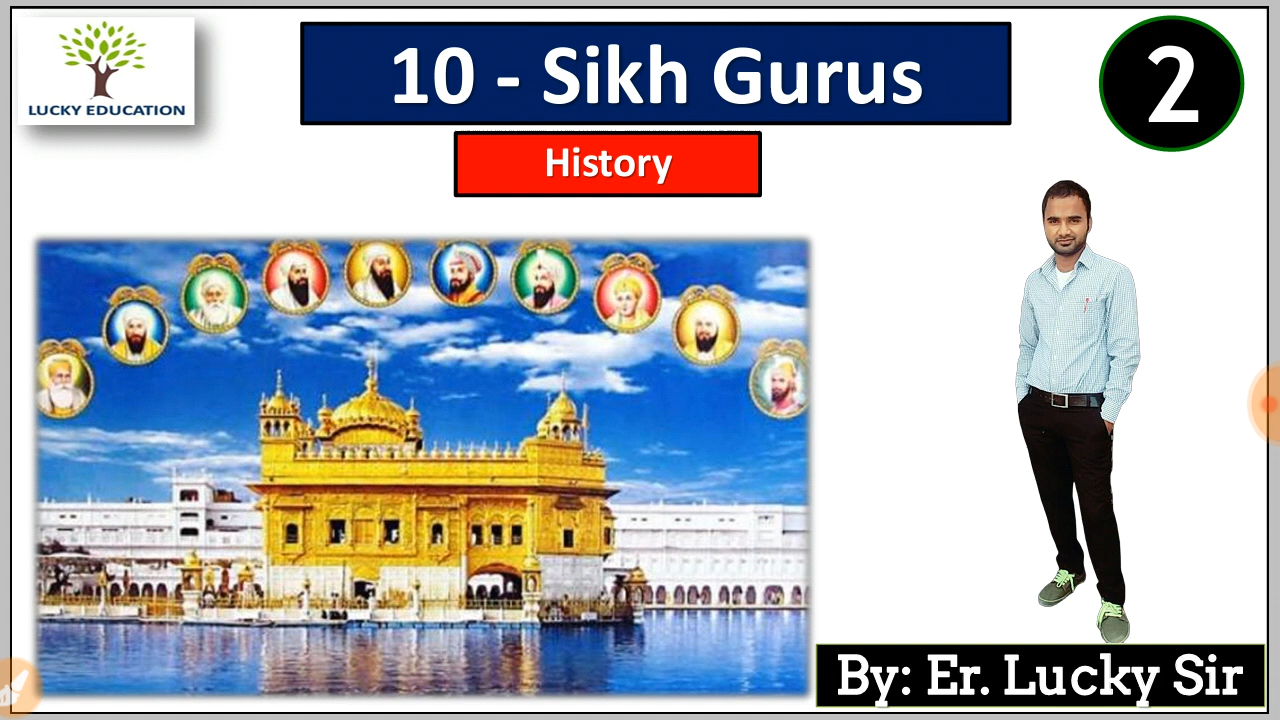 LUCKY EDUCATION
10 - Sikh Gurus
2
History
By: Er. Lucky Sir